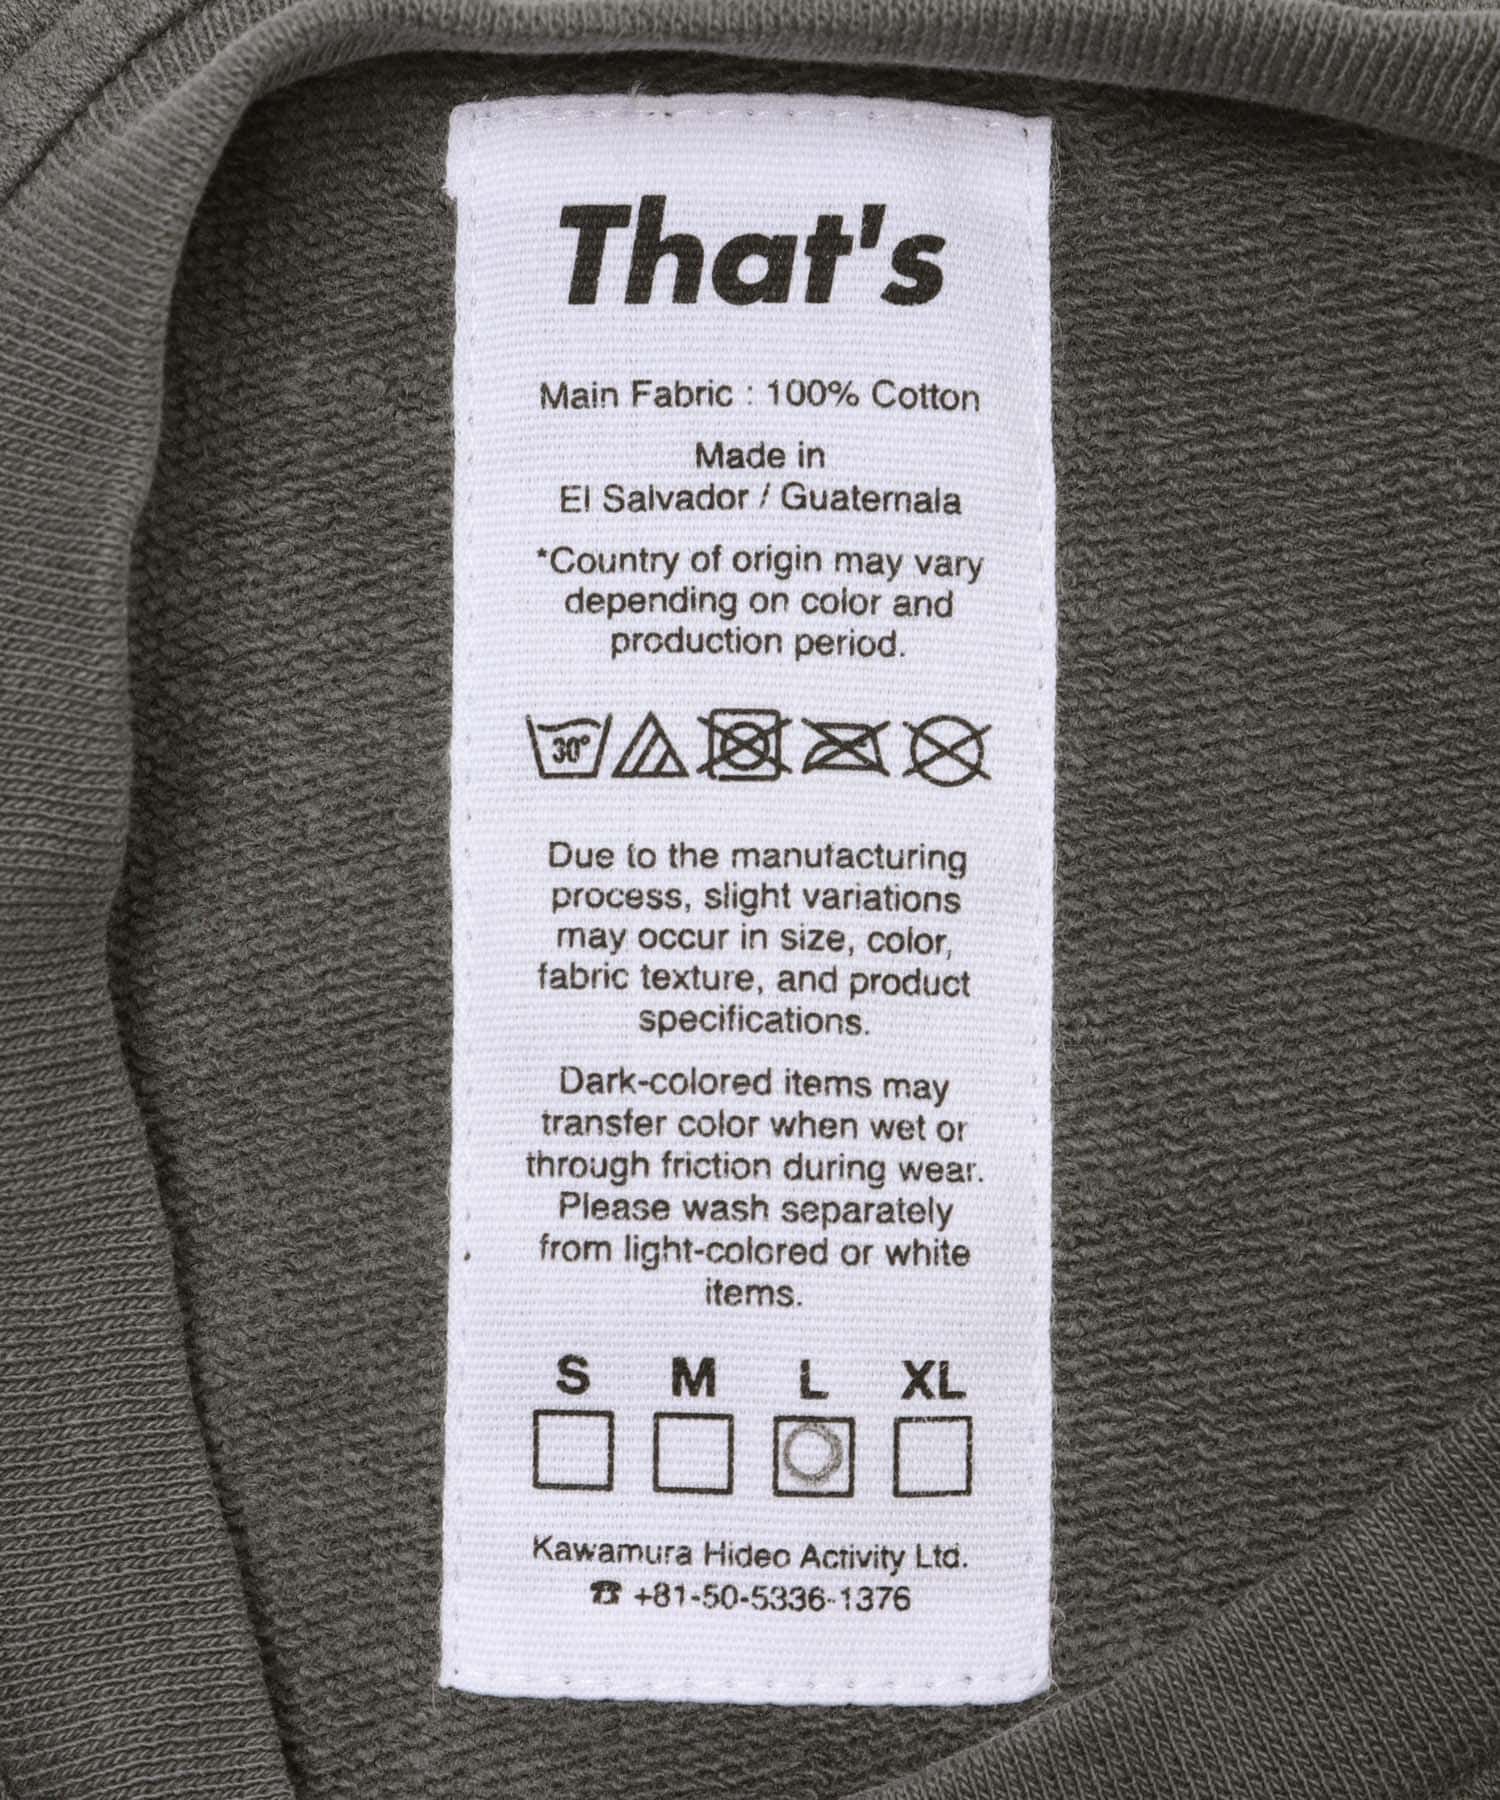 That's
Main Fabric : 100% Cotton
Made in
El Salvador / Guatemala
*Country of origin may vary
depending on color and
production period.
30°
Due to the manufacturing
process, slight variations
may occur in size, color,
fabric texture, and product
specifications.
Dark-colored items may
transfer color when wet or
through friction during wear.
Please wash separately
from light-colored or white
items.
S M L XL
Kawamura Hideo Activity Ltd.
☎ +81-50-5336-1376